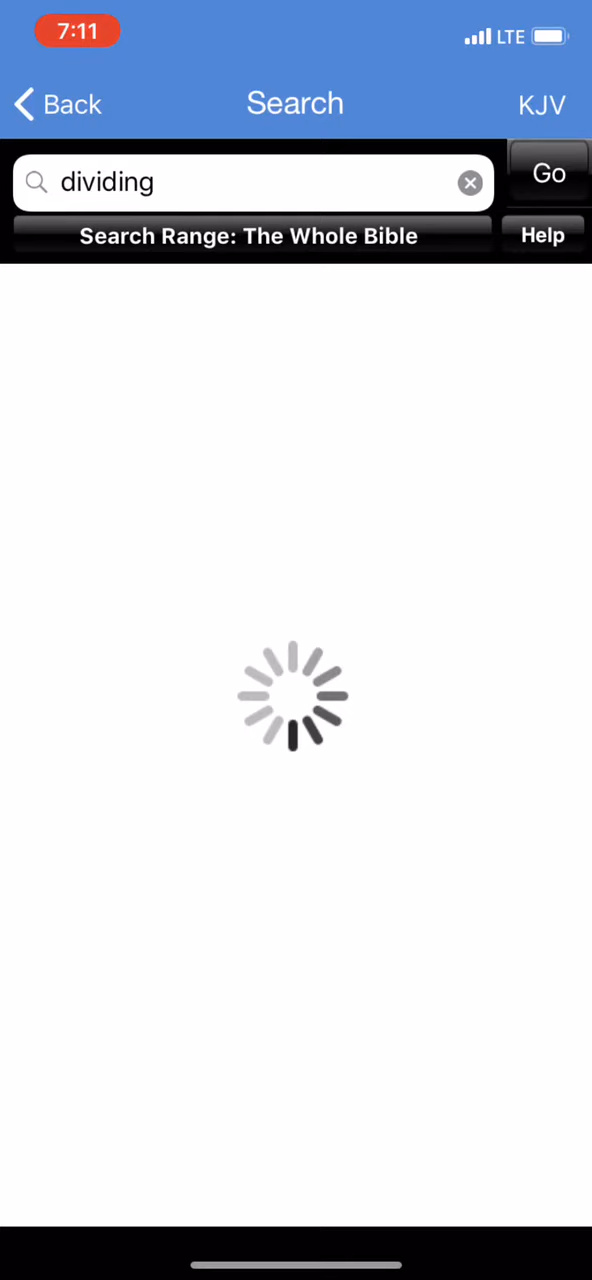 7:11
LTE
Back
Search
KJV
dividing
Go
Search Range: The Whole Bible
Help